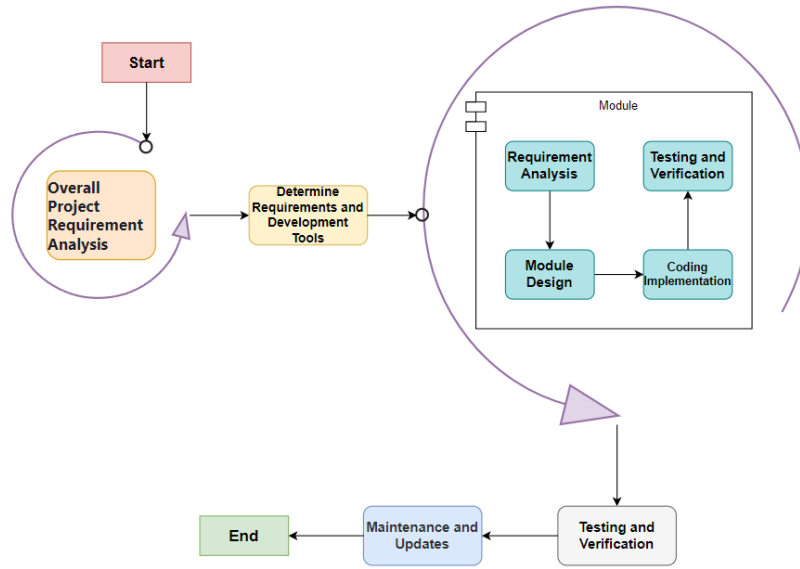 Start
Overall
Project
Requirement
Analysis
Determine
Requirements and
Development
Tools
Module
Requirement
Analysis
Testing and
Verification
Module
Design
Coding
Implementation
Testing and
Verification
Maintenance and
Updates
End